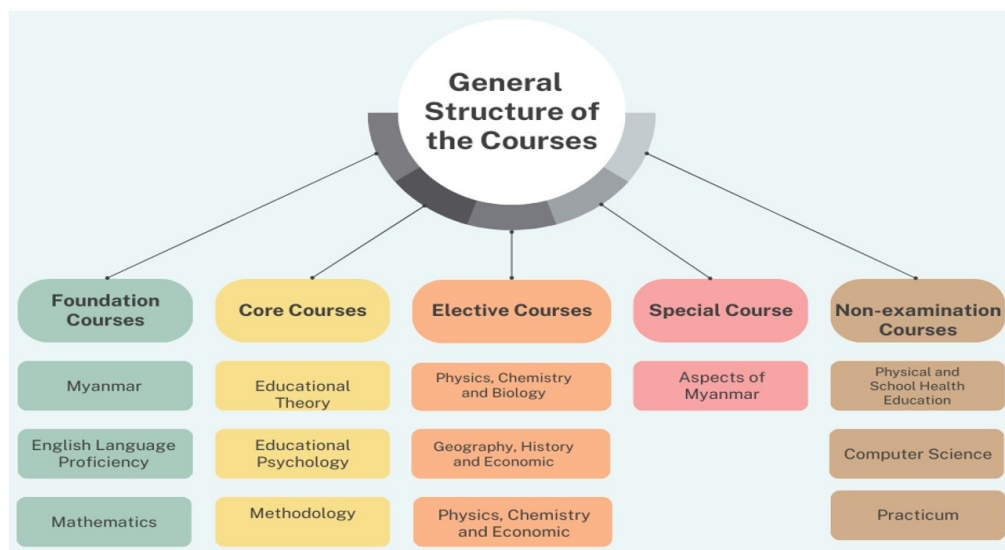 General
Structure of
the Courses
Foundation
Courses
Core Courses
Elective Courses
Special Course
Non-examination
Courses
Myanmar
Educational
Theory
Physics, Chemistry
and Biology
Aspects of
Myanmar
Physical and
School Health
Education
English Language
Proficiency
Educational
Psychology
Geography, History
and Economic
Computer Science
Mathematics
Methodology
Physics, Chemistry
and Economic
Practicum